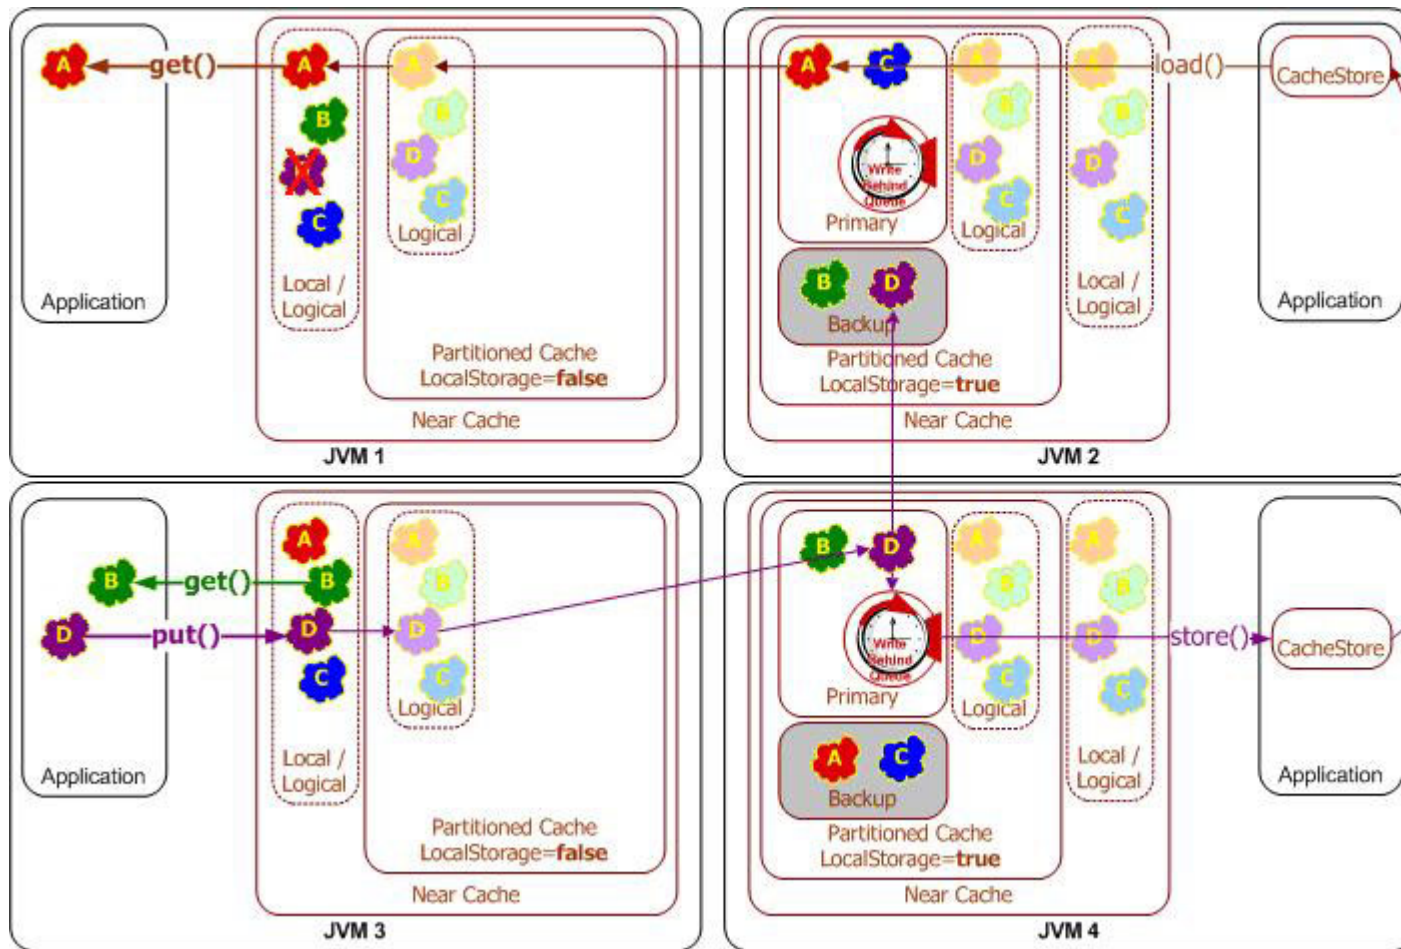 A
get()
A
A
B
C
Local /
Logical
A
B
D
C
Logical
Application
Partitioned Cache
LocalStorage=false
Near Cache
JVM 1
A
C
Write
Behind
Queue
Primary
B
D
Backup
A
B
D
C
Logical
A
B
D
C
Local /
Logical
load()
CacheStore
Application
Partitioned Cache
LocalStorage=true
Near Cache
JVM 2
B
get()
D
put()
A
B
D
C
Local /
Logical
A
B
D
C
Logical
Application
Partitioned Cache
LocalStorage=false
Near Cache
JVM 3
B
D
Write
Behind
Queue
Primary
A
C
Backup
A
B
D
C
Logical
A
B
D
C
Local /
Logical
store()
CacheStore
Application
Partitioned Cache
LocalStorage=true
Near Cache
JVM 4